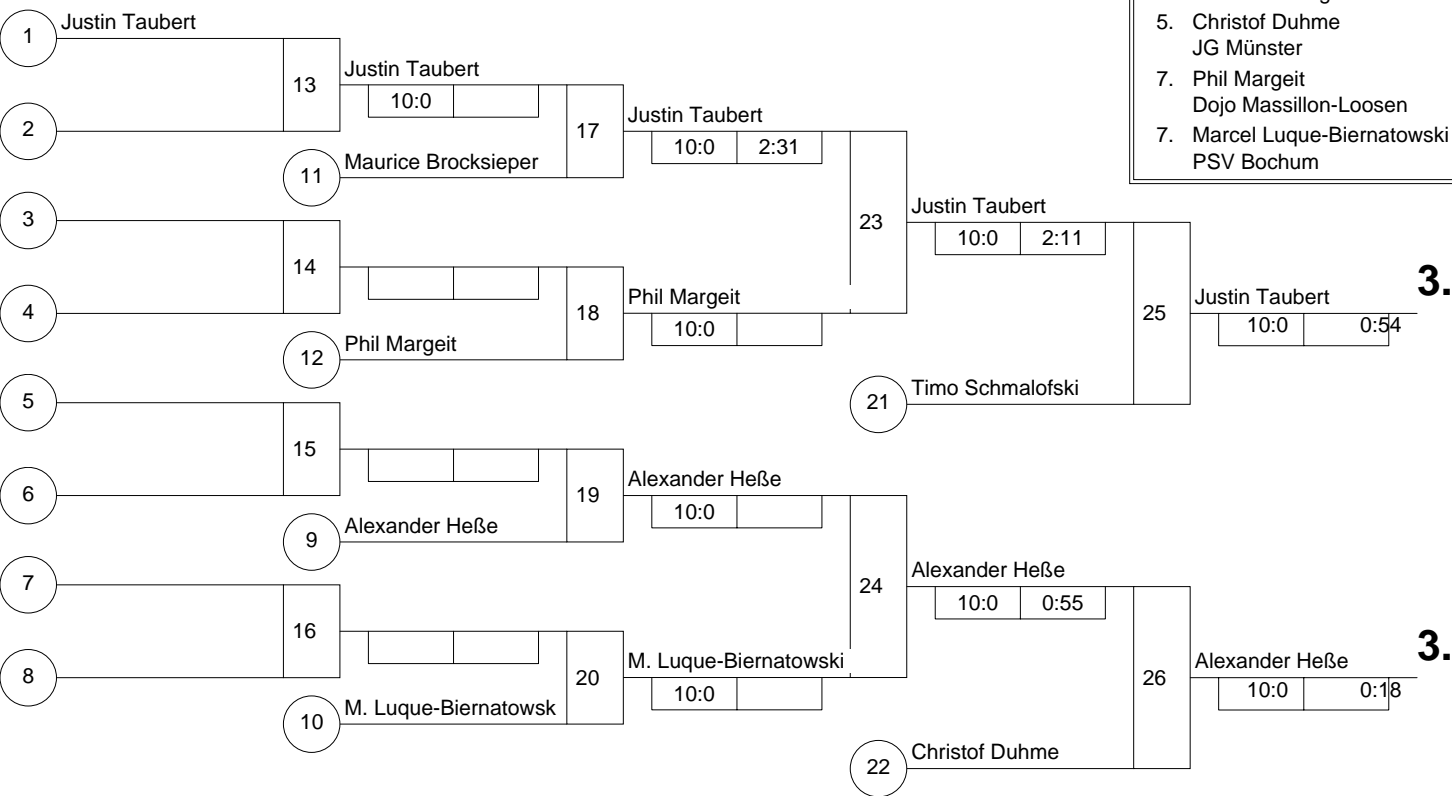 1 Justin Taubert
13 Justin Taubert
10:0
2
17 Justin Taubert
10:0 2:31
11 Maurice Brocksieper
3
23 Justin Taubert
10:0 2:11
14
4
18 Phil Margeit
10:0
12 Phil Margeit
25 Justin Taubert 3.
10:0 0:54
21 Timo Schmalofski
5
15
6
19 Alexander Heße
10:0
9 Alexander Heße
7
24 Alexander Heße
10:0 0:55
16
8
20 M. Luque-Biernatowski
10:0
10 M. Luque-Biernatowsk
26 Alexander Heße 3.
10:0 0:18
22 Christof Duhme
5. Christof Duhme
JG Münster
7. Phil Margeit
Dojo Massillon-Loosen
7. Marcel Luque-Biernatowski
PSV Bochum